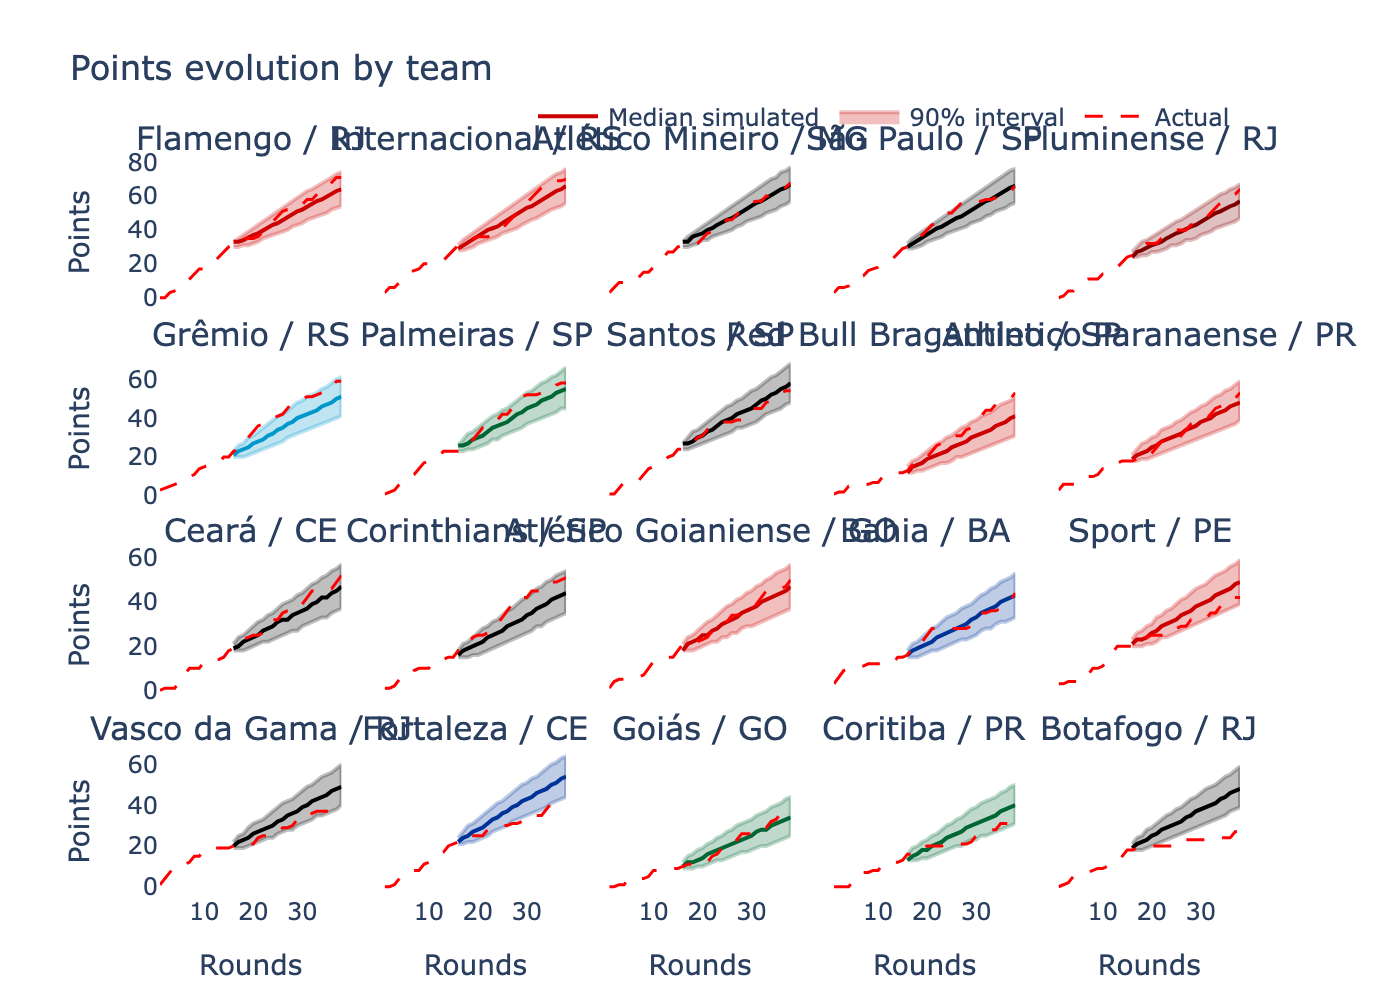 Points evolution by team
Median simulated 90% interval Actual
Flamengo / RJ Internacional / RS Atlético Mineiro / MG São Paulo / SP Fluminense / RJ
80
60
40
20
0
Points
Grêmio / RS Palmeiras / SP Santos / SP Red Bull Bragantino / SP Athletico Paranaense / PR
60
40
20
0
Points
Ceará / CE Corinthians / SP Atlético Goianiense / GO Bahia / BA Sport / PE
60
40
20
0
Points
Vasco da Gama / RJ Fortaleza / CE Goiás / GO Coritiba / PR Botafogo / RJ
60
40
20
0
Points
10 20 30 10 20 30 10 20 30 10 20 30 10 20 30
Rounds Rounds Rounds Rounds Rounds